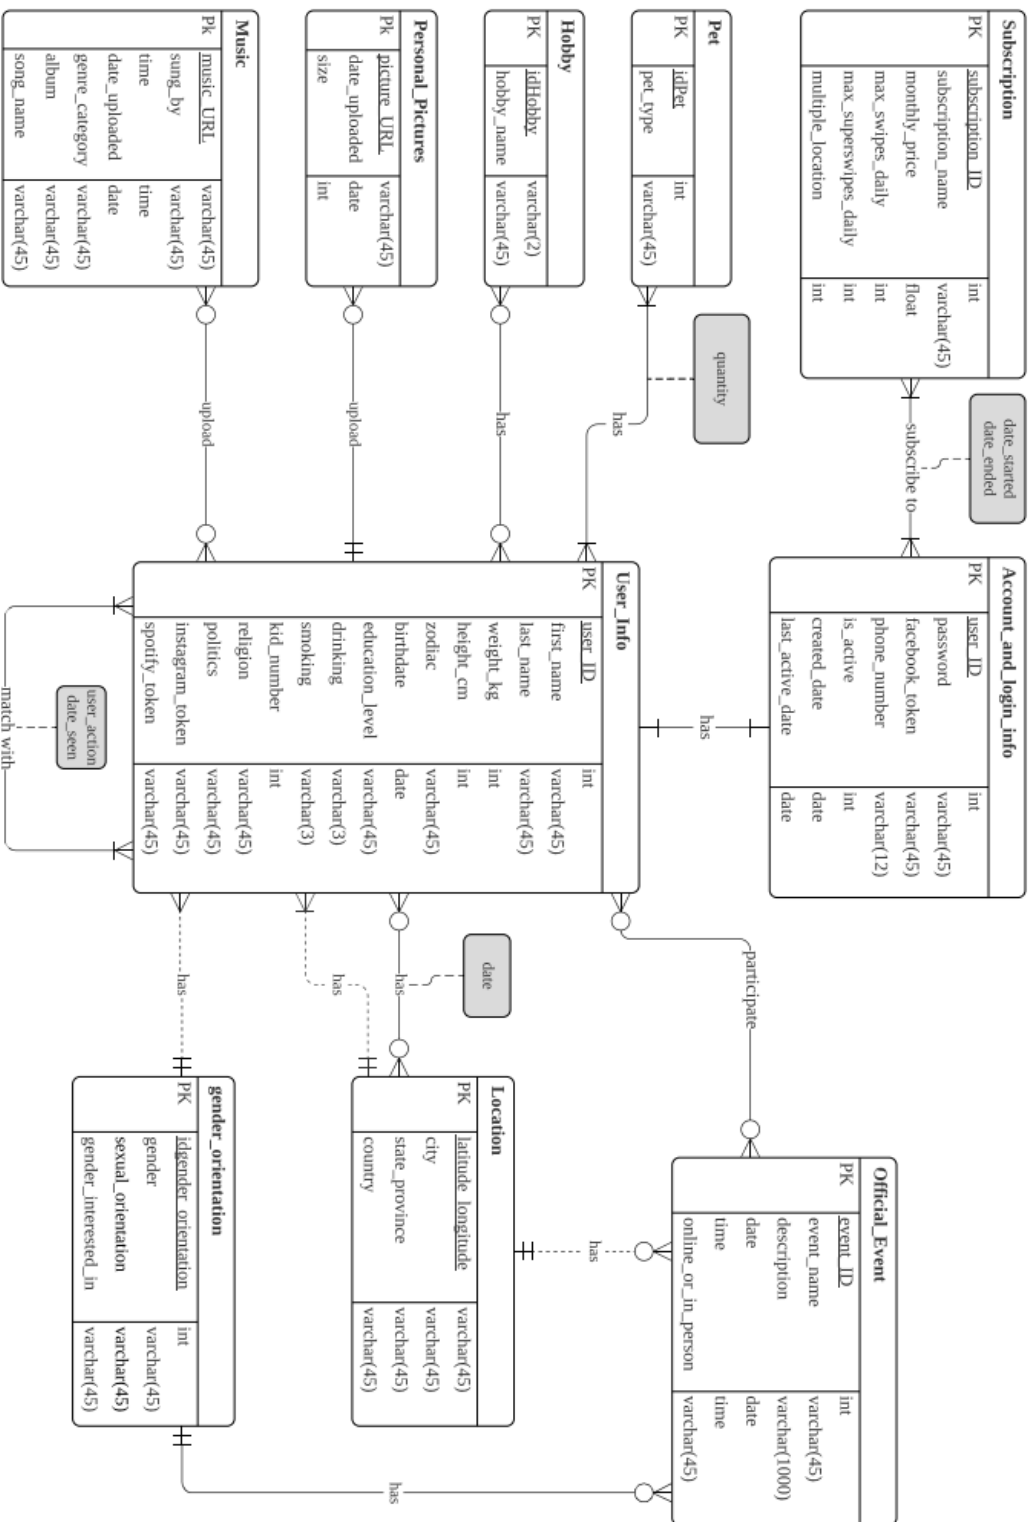 Subscription
PK
subscription_ID
int
subscription_name
varchar(45)
monthly_price
float
max_swipes_daily
int
max_superswipes_daily
int
multiple_location
int
date_started
date_ended
subscribe to
Account_and_login_info
PK
user_ID
int
password
varchar(45)
facebook_token
varchar(45)
phone_number
varchar(12)
is_active
int
created_date
date
last_active_date
date
Pet
PK
idPet
int
pet_type
varchar(45)
quantity
has
Hobby
PK
idHobby
varchar(2)
hobby_name
varchar(45)
has
Personal_Pictures
PK
picture_URL
varchar(45)
date_uploaded
date
size
int
upload
Music
Pk
music_URL
varchar(45)
sung_by
varchar(45)
time
time
date_uploaded
date
genre_category
varchar(45)
album
varchar(45)
song_name
varchar(45)
upload
has
User_Info
PK
user_ID
int
first_name
varchar(45)
last_name
varchar(45)
weight_kg
int
height_cm
int
zodiac
varchar(45)
birthdate
date
education_level
varchar(45)
drinking
varchar(3)
smoking
varchar(3)
kid_number
int
religion
varchar(45)
politics
varchar(45)
instagram_token
varchar(45)
spotify_token
varchar(45)
user_action
date_seen
match with
participate
date
has
has
has
Official_Event
PK
event_ID
int
event_name
varchar(45)
description
varchar(1000)
date
date
time
time
online_or_in_person
varchar(45)
has
Location
PK
latitude_longitude
varchar(45)
city
varchar(45)
state_province
varchar(45)
country
varchar(45)
gender_orientation
PK
idgender_orientation
int
gender
varchar(45)
sexual_orientation
varchar(45)
gender_interested_in
varchar(45)
has